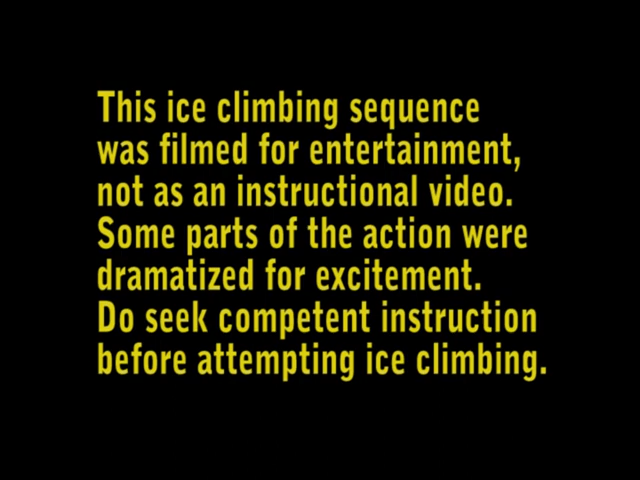 This ice climbing sequence
was filmed for entertainment,
not as an instructional video.
Some parts of the action were
dramatized for excitement.
Do seek competent instruction
before attempting ice climbing.